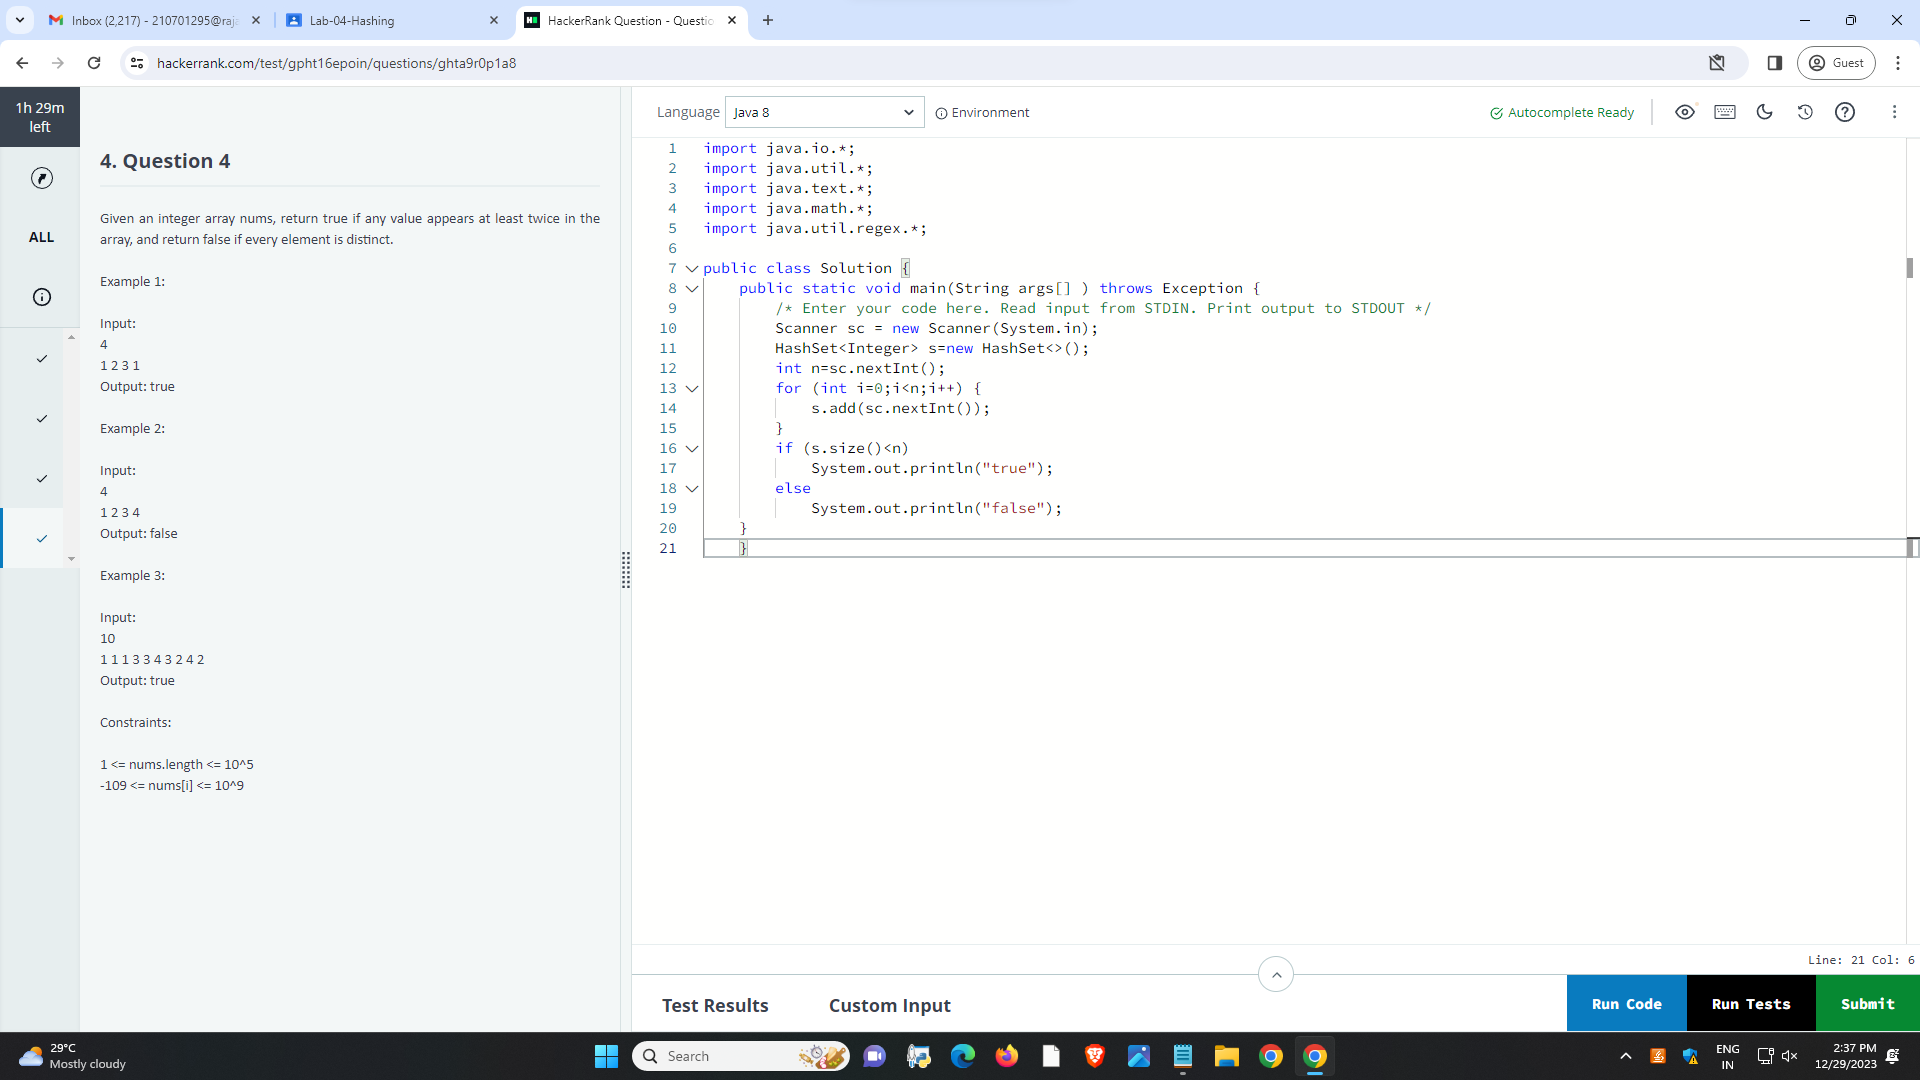 Inbox (2,217) - 210701295@raja
Lab-04-Hashing
HackerRank Question - Questio
hackerrank.com/test/gpht16epoin/questions/ghta9r0p1a8
Guest
1h 29m
left
ALL
4. Question 4
Given an integer array nums, return true if any value appears at least twice in the
array, and return false if every element is distinct.
Example 1:
Input:
4
1 2 3 1
Output: true
Example 2:
Input:
4
1 2 3 4
Output: false
Example 3:
Input:
10
1 1 1 3 3 4 3 2 4 2
Output: true
Constraints:
1 <= nums.length <= 10^5
-109 <= nums[i] <= 10^9
Language
Java 8
Environment
Autocomplete Ready
1 import java.io.*;
2 import java.util.*;
3 import java.text.*;
4 import java.math.*;
5 import java.util.regex.*;
6
7 public class Solution {
8 public static void main(String args[] ) throws Exception {
9 /* Enter your code here. Read input from STDIN. Print output to STDOUT */
10 Scanner sc = new Scanner(System.in);
11 HashSet<Integer> s=new HashSet<>();
12 int n=sc.nextInt();
13 for (int i=0;i<n;i++) {
14 s.add(sc.nextInt());
15 }
16 if (s.size()<n)
17 System.out.println("true");
18 else
19 System.out.println("false");
20 }
21 }
Line: 21 Col: 6
Test Results
Custom Input
Run Code
Run Tests
Submit
29°C
Mostly cloudy
Search
ENG
IN
2:37 PM
12/29/2023